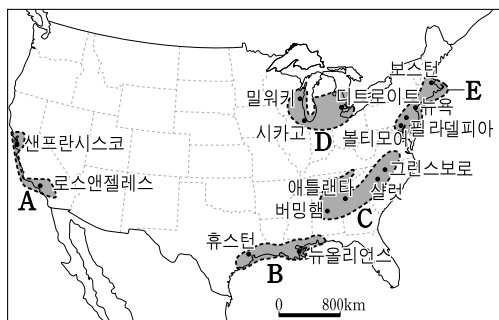 보스턴
E
밀워키
디트로이트
뉴욕
시카고
D
볼티모어
필라델피아
샌프란시스코
그린스보로
로스앤젤레스
애틀랜타
샬럿
A
버밍햄
C
휴스턴
B
뉴올리언스
0 800km